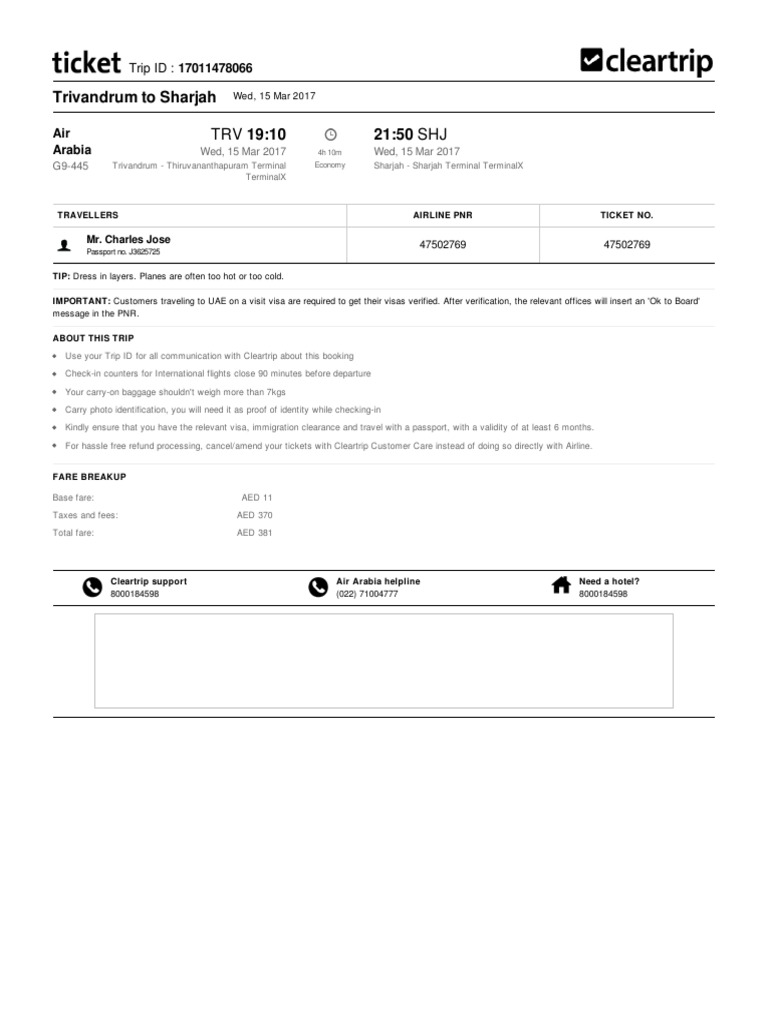 ticket Trip ID : 17011478066
cleartrip
Trivandrum to Sharjah Wed, 15 Mar 2017
Air Arabia
G9-445
TRV 19:10
Wed, 15 Mar 2017
Trivandrum - Thiruvananthapuram Terminal
TerminalX
4h 10m
Economy
21:50 SHJ
Wed, 15 Mar 2017
Sharjah - Sharjah Terminal TerminalX
TRAVELLERS AIRLINE PNR TICKET NO.
Mr. Charles Jose 47502769 47502769
Passport no. J3625725
TIP: Dress in layers. Planes are often too hot or too cold.
IMPORTANT: Customers traveling to UAE on a visit visa are required to get their visas verified. After verification, the relevant offices will insert an 'Ok to Board'
message in the PNR.
ABOUT THIS TRIP
Use your Trip ID for all communication with Cleartrip about this booking
Check-in counters for International flights close 90 minutes before departure
Your carry-on baggage shouldn't weigh more than 7kgs
Carry photo identification, you will need it as proof of identity while checking-in
Kindly ensure that you have the relevant visa, immigration clearance and travel with a passport, with a validity of at least 6 months.
For hassle free refund processing, cancel/amend your tickets with Cleartrip Customer Care instead of doing so directly with Airline.
FARE BREAKUP
Base fare: AED 11
Taxes and fees: AED 370
Total fare: AED 381
Cleartrip support
8000184598
Air Arabia helpline
(022) 71004777
Need a hotel?
8000184598